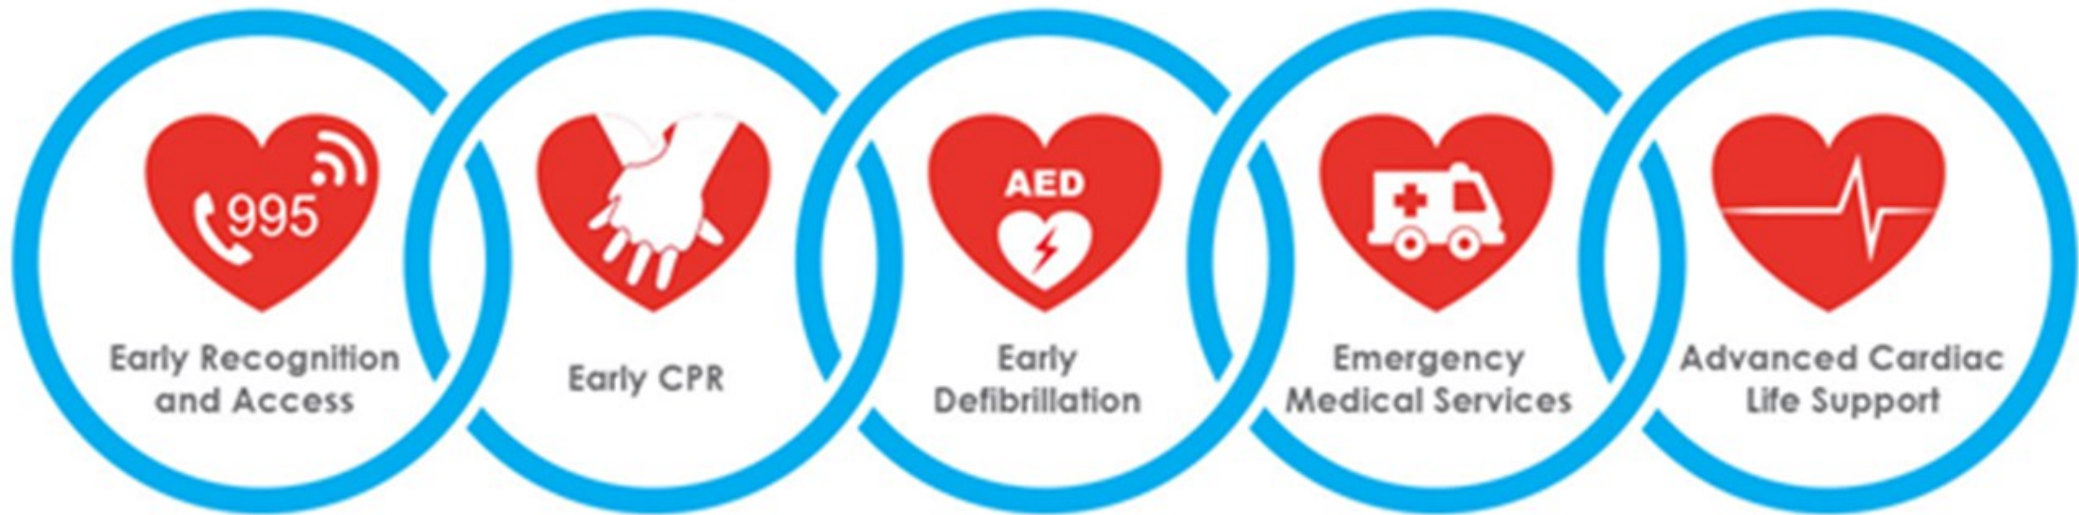 995
Early Recognition
and Access
Early CPR
AED
Early
Defibrillation
Emergency
Medical Services
Advanced Cardiac
Life Support